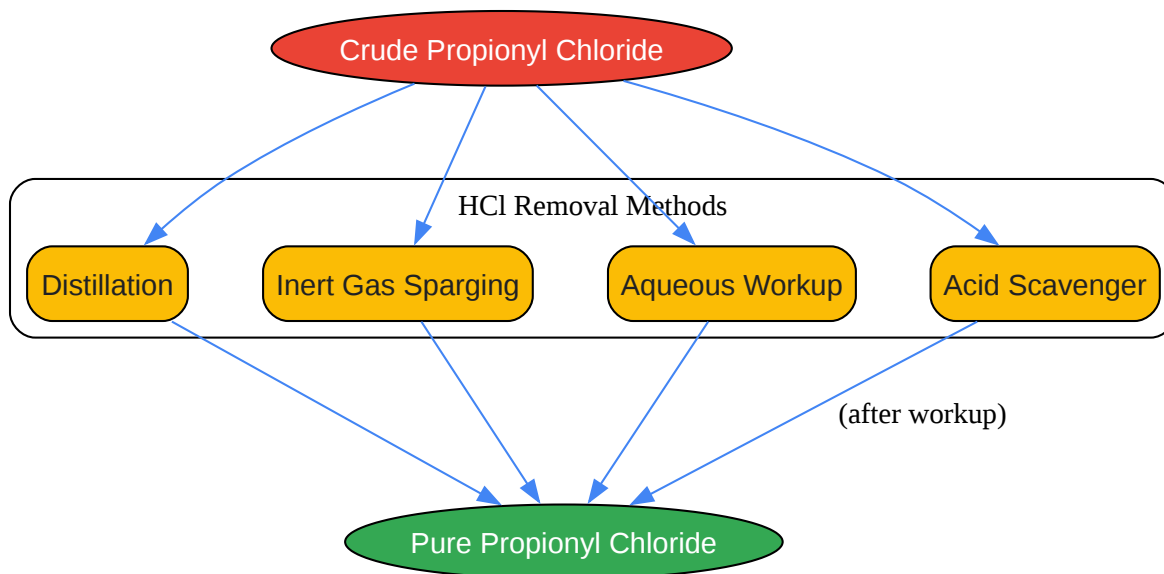 Crude Propionyl Chloride
HCl Removal Methods
Distillation
Inert Gas Sparging
Aqueous Workup
Acid Scavenger
(after workup)
Pure Propionyl Chloride